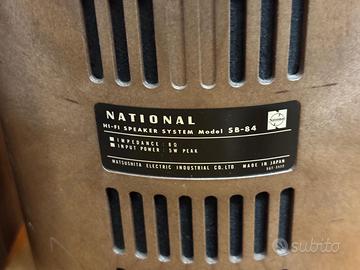 NATIONAL
HI-FI SPEAKER SYSTEM Model SB-84
IMPEDANCE : 8Ω
INPUT POWER : 5W PEAK
MATSUSHITA ELECTRIC INDUSTRIAL CO., LTD. MADE IN JAPAN
subito